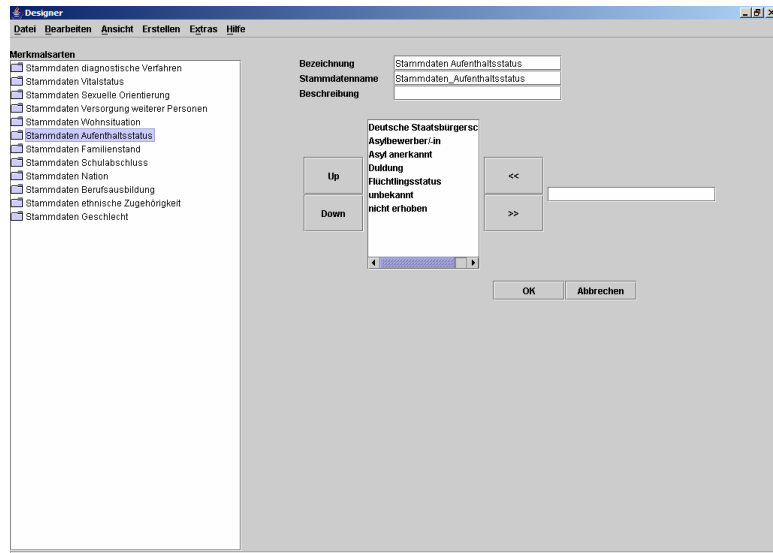 Designer
Datei Bearbeiten Ansicht Erstellen Extras Hilfe
Merkmalsarten
Stammdaten diagnostische Verfahren
Stammdaten Vitalstatus
Stammdaten Sexuelle Orientierung
Stammdaten Versorgung weiterer Personen
Stammdaten Wohnsituation
Stammdaten Aufenthaltsstatus
Stammdaten Familienstand
Stammdaten Schulabschluss
Stammdaten Nation
Stammdaten Berufsausbildung
Stammdaten ethnische Zugehörigkeit
Stammdaten Geschlecht
Bezeichnung Stammdaten Aufenthaltsstatus
Stammdatenname Stammdaten_Aufenthaltsstatus
Beschreibung
Deutsche Staatsbürgersc
Asylbewerber/-in
Asyl anerkannt
Duldung
Flüchtlingsstatus
unbekannt
nicht erhoben
Up
Down
<<
>>
OK Abbrechen